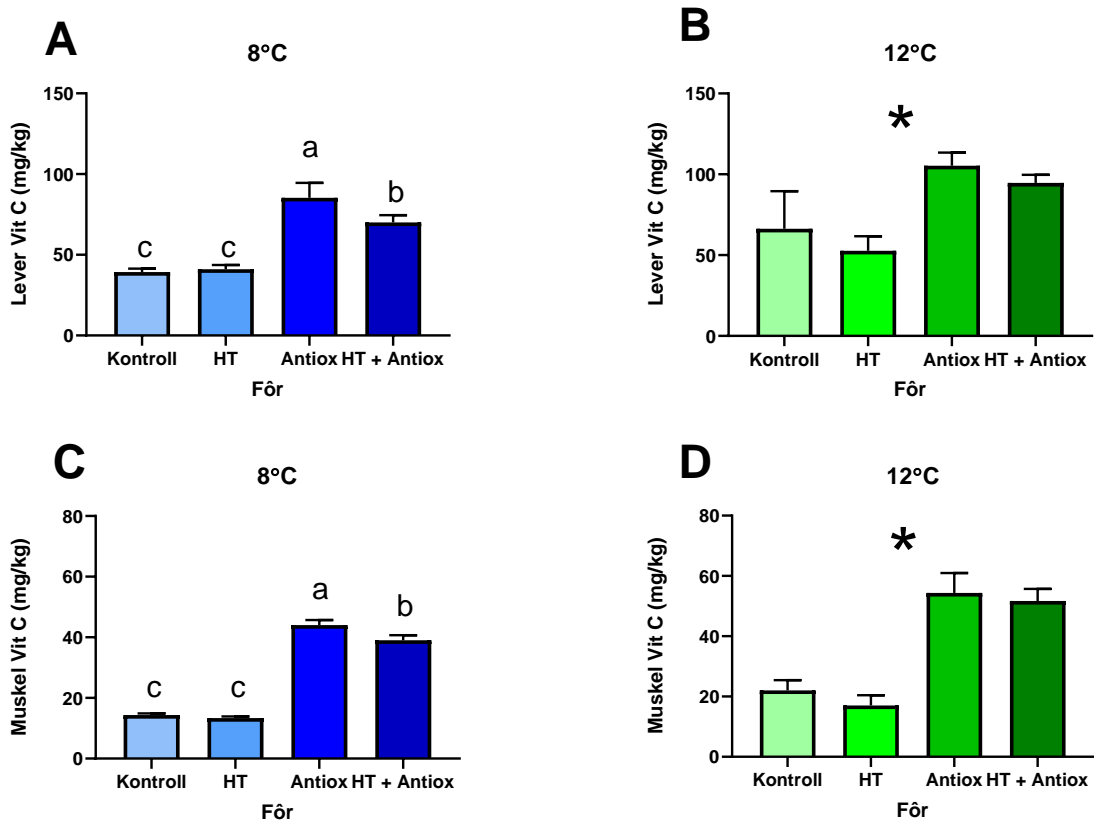 A
8°C
Lever Vit C (mg/kg)
150
100
50
0
c
c
a
b
Kontroll HT Antiox HT + Antiox
Fôr
B
12°C
Lever Vit C (mg/kg)
150
100
50
0
*
Kontroll HT Antiox HT + Antiox
Fôr
C
8°C
Muskel Vit C (mg/kg)
80
60
40
20
0
c
c
a
b
Kontroll HT Antiox HT + Antiox
Fôr
D
12°C
Muskel Vit C (mg/kg)
80
60
40
20
0
*
Kontroll HT Antiox HT + Antiox
Fôr